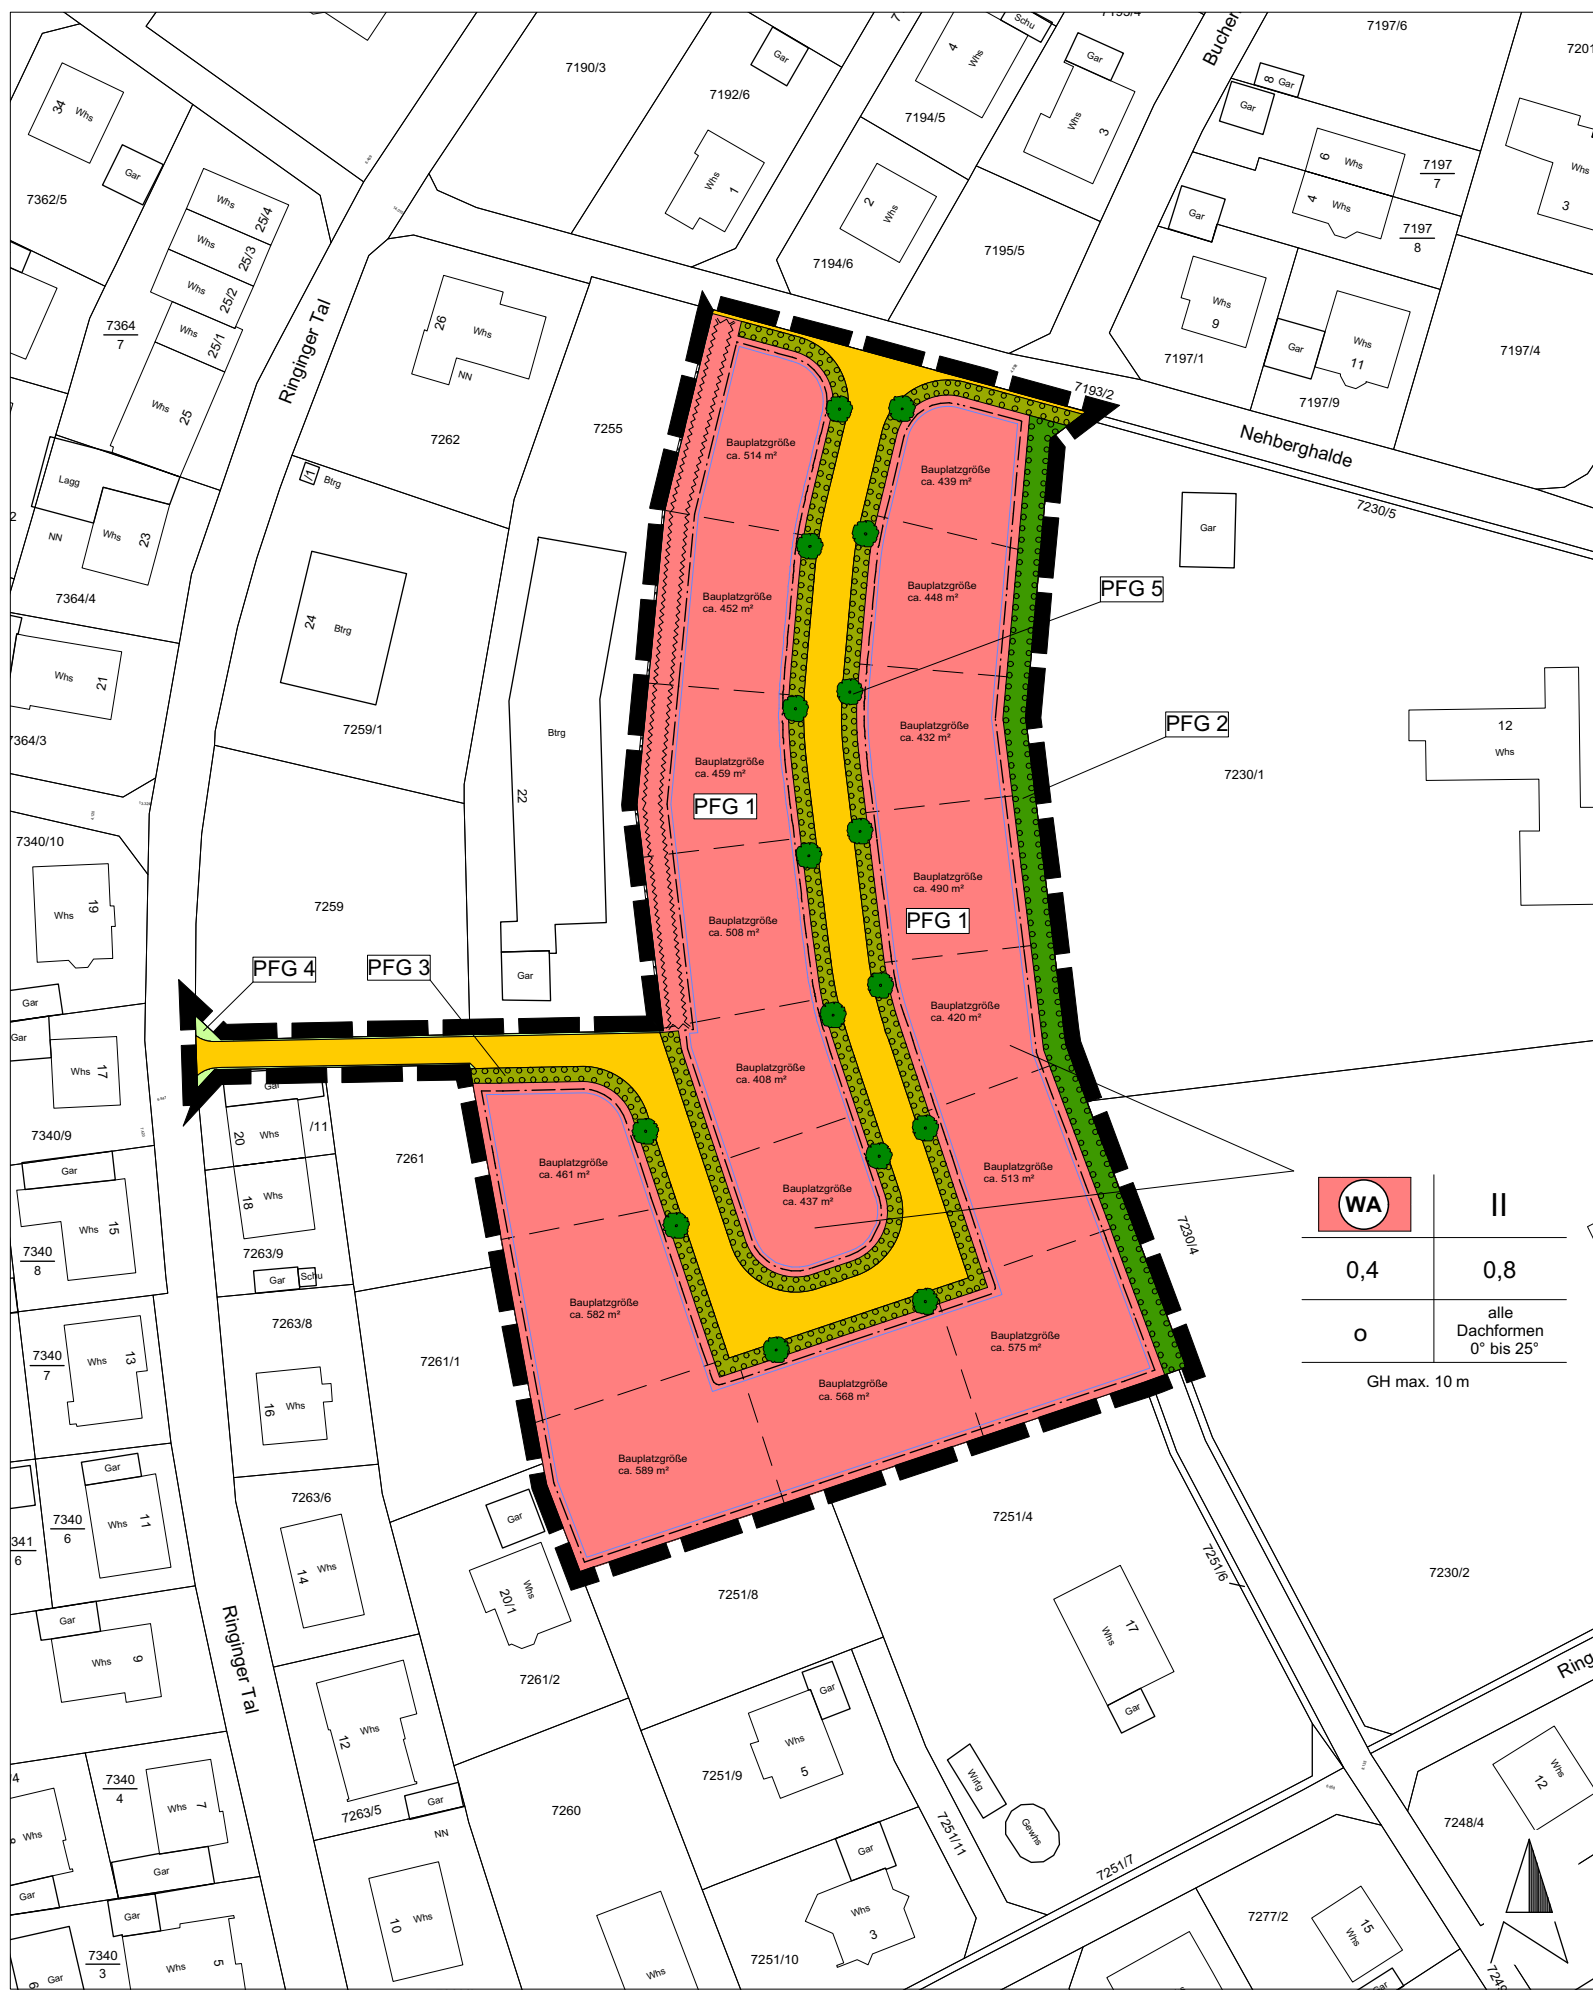 7197/6
7201
7190/3
Gar
4
Whs
Schu
Gar
Bucher
8
Gar
7192/6
7194/5
Whs
3
Gar
6
Whs
7197
7
Whs
3
34
Whs
Gar
7362/5
Whs
25/4
Whs
25/3
Whs
25/2
Whs
25/1
Whs
25
7364
7
Ringinger Tal
Whs
1
2
Whs
7194/6
7195/5
Gar
4
Whs
7197
8
Whs
9
7197/1
Gar
Whs
11
7197/9
7197/4
26
Whs
NN
7262
7255
7193/2
Nehberghalde
7230/5
Bauplatzgröße
ca. 514 m²
Bauplatzgröße
ca. 439 m²
Lagg
NN
Whs
23
7364/4
/1
Btrg
Gar
Bauplatzgröße
ca. 452 m²
Bauplatzgröße
ca. 448 m²
PFG 5
24
Btrg
Whs
21
7364/3
7259/1
Btrg
22
Bauplatzgröße
ca. 459 m²
PFG 1
Bauplatzgröße
ca. 432 m²
PFG 2
7230/1
12
Whs
7340/10
Whs
19
7259
Bauplatzgröße
ca. 508 m²
Bauplatzgröße
ca. 490 m²
PFG 1
PFG 4
PFG 3
Gar
Gar
Gar
Whs
17
7340/9
Bauplatzgröße
ca. 420 m²
Bauplatzgröße
ca. 408 m²
Gar
20
Whs
/11
7261
Gar
Whs
15
7340
8
18
Whs
7263/9
Gar
Schu
Bauplatzgröße
ca. 461 m²
Bauplatzgröße
ca. 437 m²
Bauplatzgröße
ca. 513 m²
7230/4
WA
II
0,4
0,8
o
alle
Dachformen
0° bis 25°
GH max. 10 m
7263/8
7340
7
Whs
13
7261/1
16
Whs
Bauplatzgröße
ca. 582 m²
Bauplatzgröße
ca. 575 m²
Bauplatzgröße
ca. 568 m²
Bauplatzgröße
ca. 589 m²
Gar
7340
6
Whs
11
7263/6
Gar
7251/4
7251/6
341
6
14
Whs
20/1
Whs
7251/8
7230/2
Gar
Whs
9
Ringinger Tal
7261/2
17
Whs
Gar
Ring
Gar
12
Whs
7251/9
Whs
5
7340
4
Whs
7
7263/5
Gar
NN
7260
Wirtg
Gewhs
12
Whs
7248/4
Whs
Gar
Gar
Gar
7251/11
7251/7
10
Whs
Whs
3
7277/2
15
Whs
7340
3
Whs
5
Gar
6
Whs
7251/10
Gar
7249